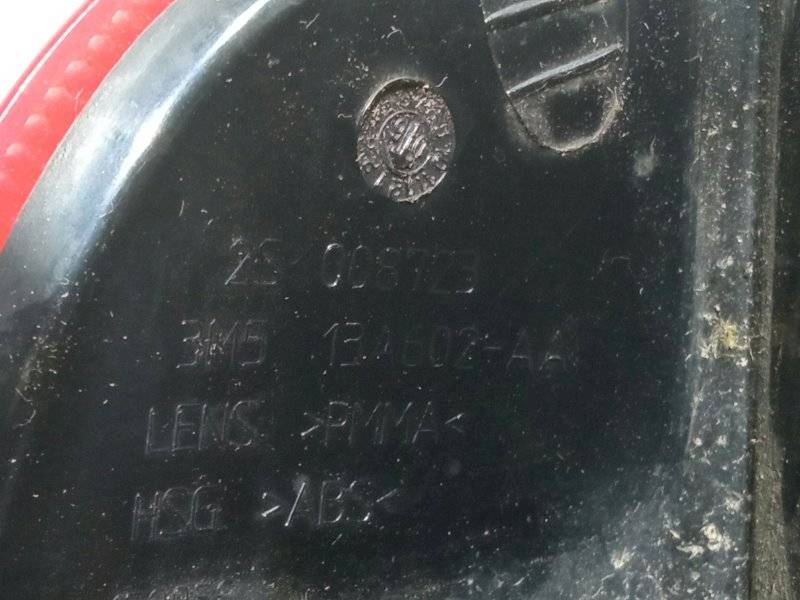 2S 008723
3M5 13A602-AA
LENS >PMMA<
HSG >ABS<